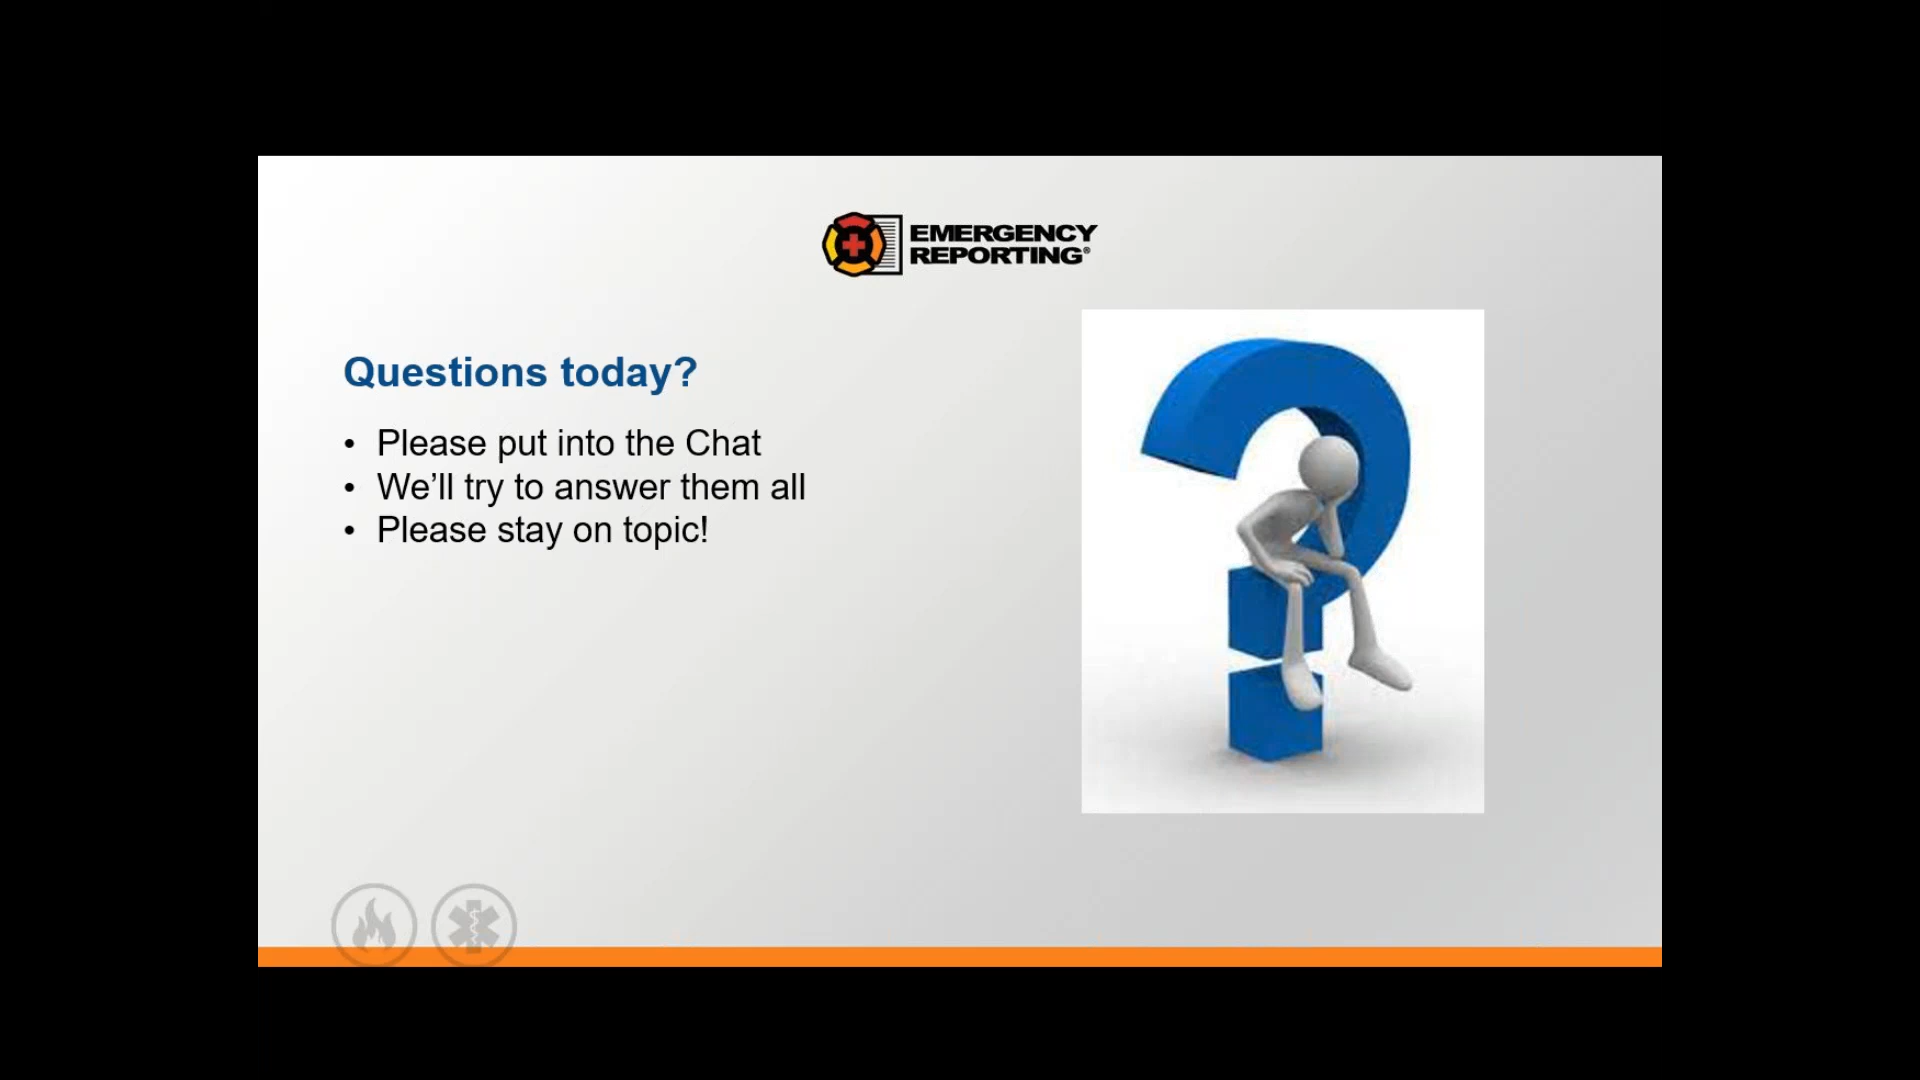 EMERGENCY
REPORTING®
Questions today?
• Please put into the Chat
• We’ll try to answer them all
• Please stay on topic!